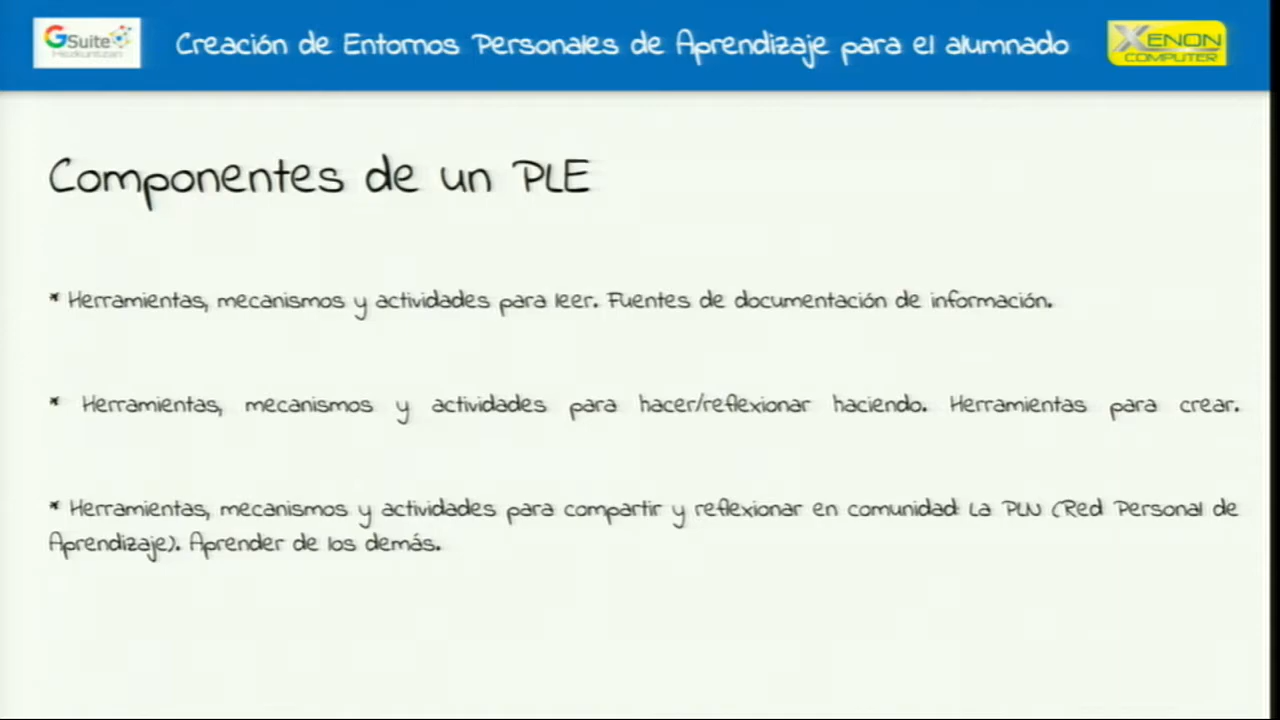 GSuite
Hezkuntzan
Creación de Entornos Personales de Aprendizaje para el alumnado
XENON
COMPUTER
Componentes de un PLE
* Herramientas, mecanismos y actividades para leer. Fuentes de documentación de información.
* Herramientas, mecanismos y actividades para hacer/reflexionar haciendo. Herramientas para crear.
* Herramientas, mecanismos y actividades para compartir y reflexionar en comunidad: La PLN (Red Personal de
Aprendizaje). Aprender de los demás.